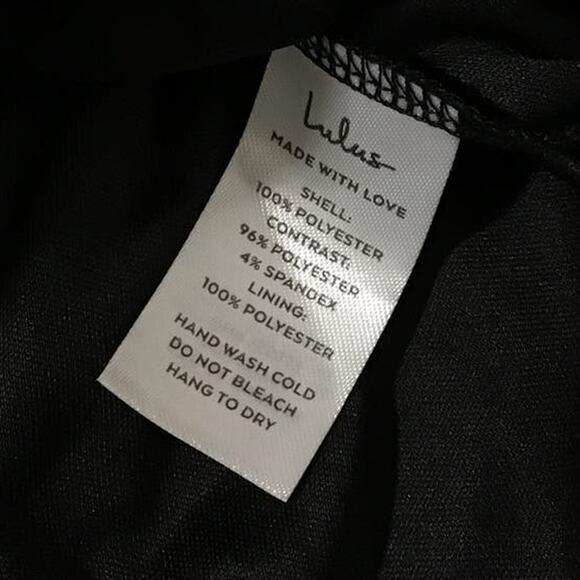 Lulus
MADE WITH LOVE
SHELL:
100% POLYESTER
CONTRAST:
96% POLYESTER
4% SPANDEX
LINING:
100% POLYESTER
HAND WASH COLD
DO NOT BLEACH
HANG TO DRY